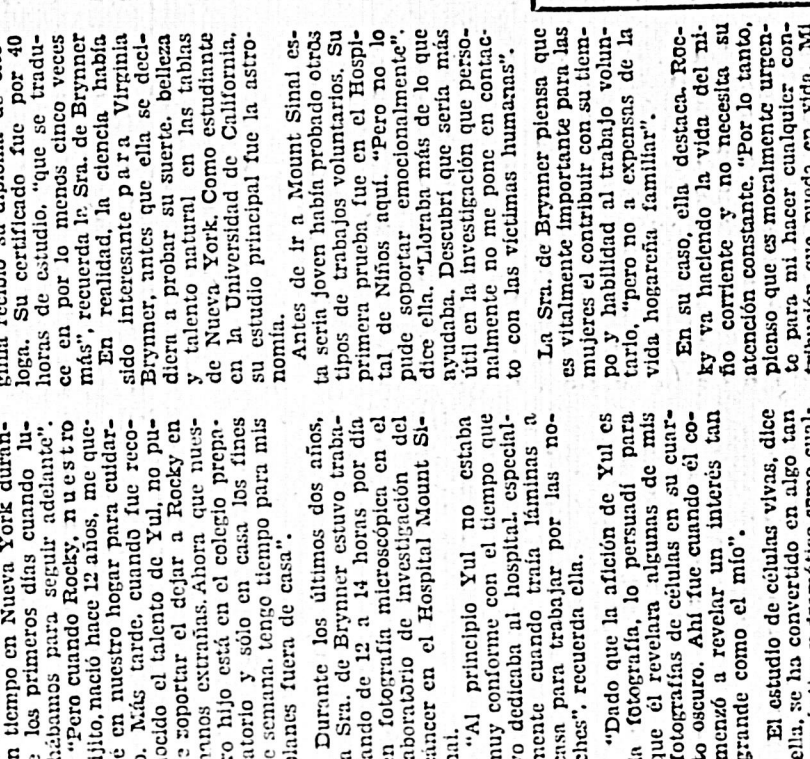 n tiempo en Nueva York duran-
e los primeros días cuando lu-
hábamos para seguir adelante".
"Pero cuando Rocky, nuestro
ijito, nació hace 12 años, me que-
é en nuestro hogar para cuidar-
o. Más tarde, cuando fue reco-
ocido el talento de Yul, no pu-
e soportar el dejar a Rocky en
anos extrañas. Ahora que nues-
ro hijo está en el colegio prepa-
atorio y sólo en casa los fines
e semana, tengo tiempo para mis
planes fuera de casa".
Durante los últimos dos años,
a Sra. de Brynner estuvo traba-
ando de 12 a 14 horas por día
en fotografía microscópica en el
laboratorio de investigación del
cáncer en el Hospital Mount Si-
nai.
"Al principio Yul no estaba
muy conforme con el tiempo que
yo dedicaba al hospital, especial-
mente cuando traía láminas a
casa para trabajar por las no-
ches", recuerda ella.
"Dado que la afición de Yul es
la fotografía, lo persuadí para
que él revelara algunas de mis
fotografías de células en su cuar-
to oscuro. Ahí fue cuando él co-
menzó a revelar un interés tan
grande como el mío".
El estudio de células vivas, dice
ella, se ha convertido en algo tan
loga. Su certificado fue por 40
horas de estudio, "que se tradu-
ce en por lo menos cinco veces
más", recuerda la Sra. de Brynner
En realidad, la ciencia había
sido interesante para Virginia
Brynner, antes que ella se deci-
diera a probar su suerte, belleza
y talento natural en las tablas
de Nueva York. Como estudiante
en la Universidad de California,
su estudio principal fue la astro-
nomía.
Antes de ir a Mount Sinai es-
ta seria joven había probado otros
tipos de trabajos voluntarios. Su
primera prueba fue en el Hospi-
tal de Niños aquí. "Pero no lo
pude soportar emocionalmente".
dice ella. "Lloraba más de lo que
ayudaba. Descubrí que sería más
útil en la investigación que perso-
nalmente no me pone en contac-
to con las víctimas humanas".
La Sra. de Brynner piensa que
es vitalmente importante para las
mujeres el contribuir con su tiem-
po y habilidad al trabajo volun-
tario, "pero no a expensas de la
vida hogareña familiar".
En su caso, ella destaca. Roc-
ky va haciendo la vida del ni-
ño corriente y no necesita su
atención constante. "Por lo tanto,
pienso que es moralmente urgen-
te para mi hacer cualquier con-